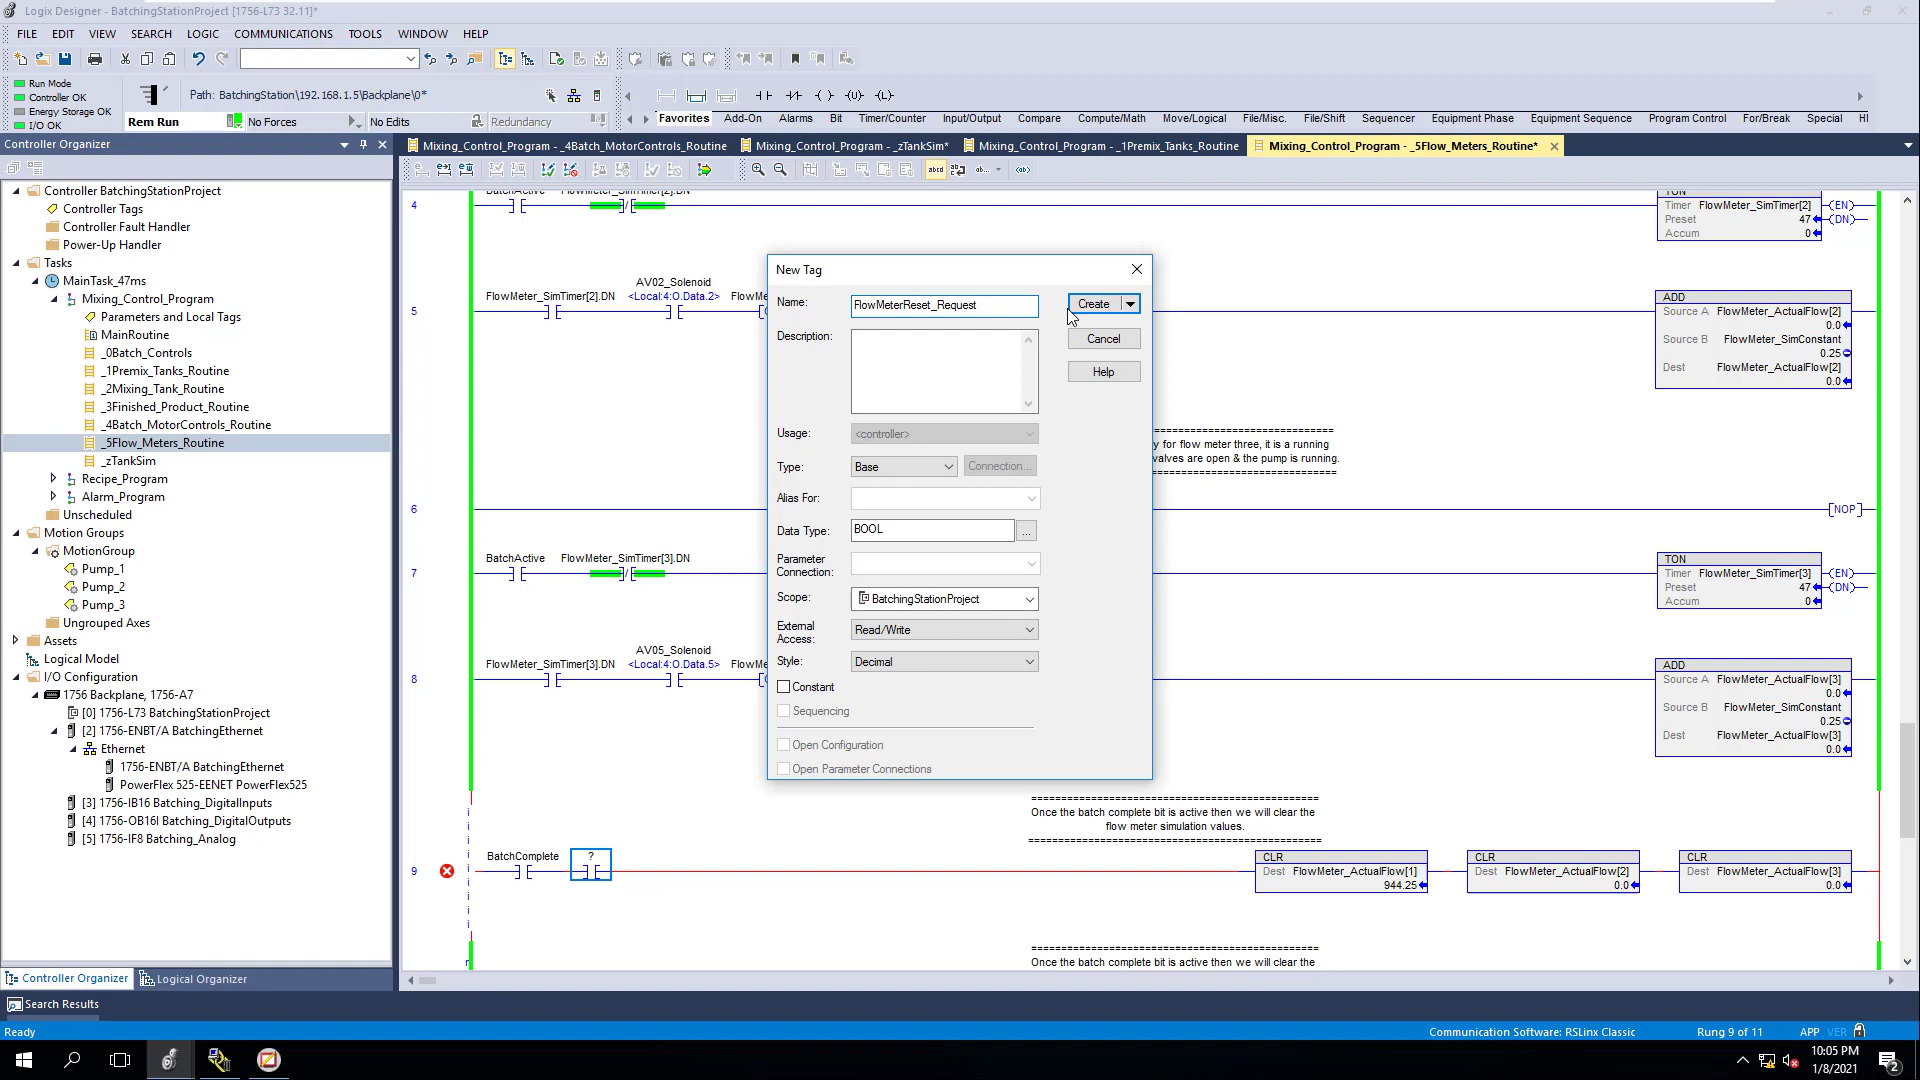 Logix Designer - BatchingStationProject [1756-L73 32.11]*
FILE EDIT VIEW SEARCH LOGIC COMMUNICATIONS TOOLS WINDOW HELP
Run Mode
Controller OK
Energy Storage OK
I/O OK
Path: BatchingStation\192.168.1.5\Backplane\0*
Rem Run No Forces No Edits Redundancy
Favorites Add-On Alarms Bit Timer/Counter Input/Output Compare Compute/Math Move/Logical File/Misc. File/Shift Sequencer Equipment Phase Equipment Sequence Program Control For/Break Special HI
Controller Organizer
Mixing_Control_Program - _4Batch_MotorControls_Routine
Mixing_Control_Program - _zTankSim*
Mixing_Control_Program - _1Premix_Tanks_Routine
Mixing_Control_Program - _5Flow_Meters_Routine*
Controller BatchingStationProject
Controller Tags
Controller Fault Handler
Power-Up Handler
Tasks
MainTask_47ms
Mixing_Control_Program
Parameters and Local Tags
MainRoutine
_0Batch_Controls
_1Premix_Tanks_Routine
_2Mixing_Tank_Routine
_3Finished_Product_Routine
_4Batch_MotorControls_Routine
_5Flow_Meters_Routine
_zTankSim
Recipe_Program
Alarm_Program
Unscheduled
Motion Groups
MotionGroup
Pump_1
Pump_2
Pump_3
Ungrouped Axes
Assets
Logical Model
I/O Configuration
1756 Backplane, 1756-A7
[0] 1756-L73 BatchingStationProject
[2] 1756-ENBT/A BatchingEthernet
Ethernet
1756-ENBT/A BatchingEthernet
PowerFlex 525-EENET PowerFlex525
[3] 1756-IB16 Batching_DigitalInputs
[4] 1756-OB16I Batching_DigitalOutputs
[5] 1756-IF8 Batching_Analog
Controller Organizer Logical Organizer
Search Results
4
BatchActive FlowMeter_SimTimer[2].DN
TON
Timer FlowMeter_SimTimer[2]
Preset 47
Accum 0
(EN)
(DN)
5
FlowMeter_SimTimer[2].DN
AV02_Solenoid
<Local:4:O.Data.2>
ADD
Source A FlowMeter_ActualFlow[2]
0.0
Source B FlowMeter_SimConstant
0.25
Dest FlowMeter_ActualFlow[2]
0.0
y for flow meter three, it is a running
valves are open & the pump is running.
6
[NOP]
7
BatchActive FlowMeter_SimTimer[3].DN
TON
Timer FlowMeter_SimTimer[3]
Preset 47
Accum 0
(EN)
(DN)
8
FlowMeter_SimTimer[3].DN
AV05_Solenoid
<Local:4:O.Data.5>
ADD
Source A FlowMeter_ActualFlow[3]
0.0
Source B FlowMeter_SimConstant
0.25
Dest FlowMeter_ActualFlow[3]
0.0
============================================
Once the batch complete bit is active then we will clear the
flow meter simulation values.
============================================
9
BatchComplete ?
CLR
Dest FlowMeter_ActualFlow[1]
944.25
CLR
Dest FlowMeter_ActualFlow[2]
0.0
CLR
Dest FlowMeter_ActualFlow[3]
0.0
============================================
Once the batch complete bit is active then we will clear the
New Tag
Name: FlowMeterReset_Request
Create
Description:
Cancel
Help
Usage: <controller>
Type: Base Connection...
Alias For:
Data Type: BOOL ...
Parameter
Connection:
Scope: BatchingStationProject
External
Access: Read/Write
Style: Decimal
Constant
Sequencing
Open Configuration
Open Parameter Connections
Ready
Communication Software: RSLinx Classic Rung 9 of 11 APP VER
10:05 PM
1/8/2021
2